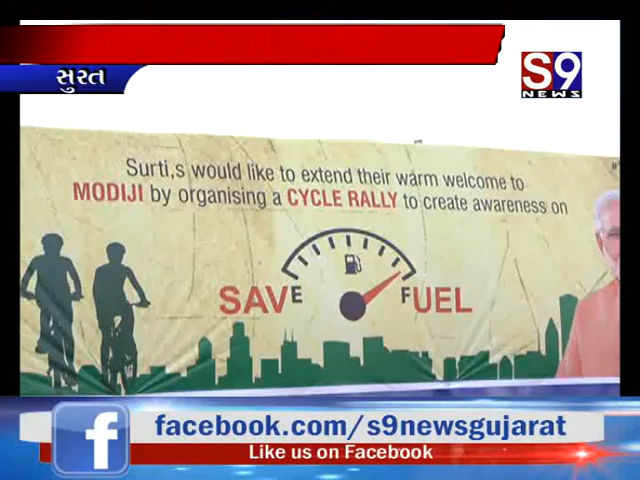 સુરત
S9
NEWS
Surti,s would like to extend their warm welcome to
MODIJI by organising a CYCLE RALLY to create awareness on
SAVE FUEL
facebook.com/s9newsgujarat
Like us on Facebook